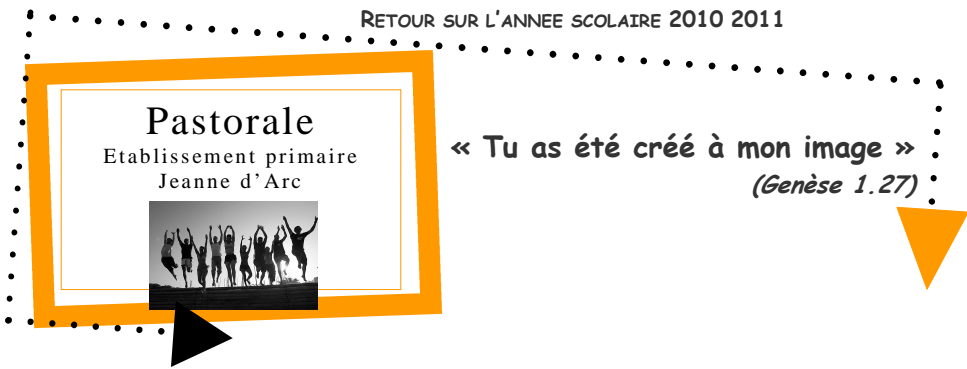 RETOUR SUR L'ANNEE SCOLAIRE 2010 2011
Pastorale
Etablissement primaire
Jeanne d'Arc
« Tu as été créé à mon image »
(Genèse 1.27)